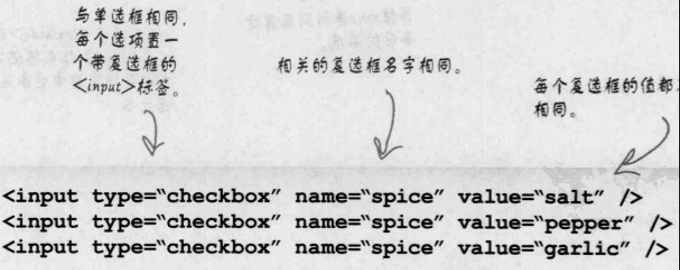 与单选框相同,
每个选项置一
个带复选框的
<input>标签。
相关的复选框名字相同。
每个复选框的值都
相同。
<input type=“checkbox” name=“spice” value=“salt” />
<input type=“checkbox” name=“spice” value=“pepper” />
<input type=“checkbox” name=“spice” value=“garlic” />